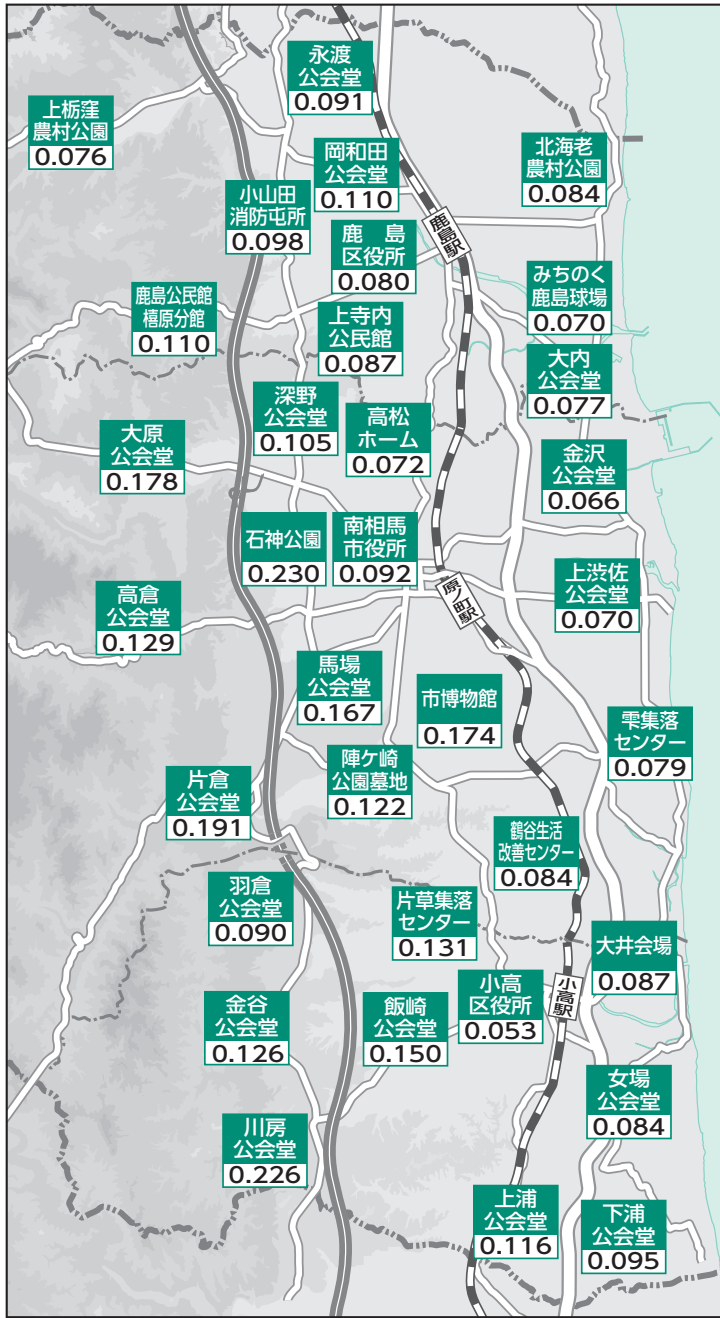 永渡
公会堂
0.091
上栃窪
農村公園
0.076
岡和田
公会堂
0.110
北海老
農村公園
0.084
小山田
消防屯所
0.098
鹿島駅
鹿 島
区役所
0.080
みちのく
鹿島球場
0.070
鹿島公民館
橲原分館
0.110
上寺内
公民館
0.087
大内
公会堂
0.077
深野
公会堂
0.105
高松
ホーム
0.072
大原
公会堂
0.178
金沢
公会堂
0.066
石神公園
0.230
南相馬
市役所
0.092
上渋佐
公会堂
0.070
原ノ町駅
高倉
公会堂
0.129
馬場
公会堂
0.167
市博物館
0.174
雫集落
センター
0.079
陣ケ崎
公園墓地
0.122
片倉
公会堂
0.191
鶴谷生活
改善センター
0.084
羽倉
公会堂
0.090
片草集落
センター
0.131
大井会場
0.087
小高
区役所
0.053
小高駅
金谷
公会堂
0.126
飯崎
公会堂
0.150
女場
公会堂
0.084
川房
公会堂
0.226
上浦
公会堂
0.116
下浦
公会堂
0.095